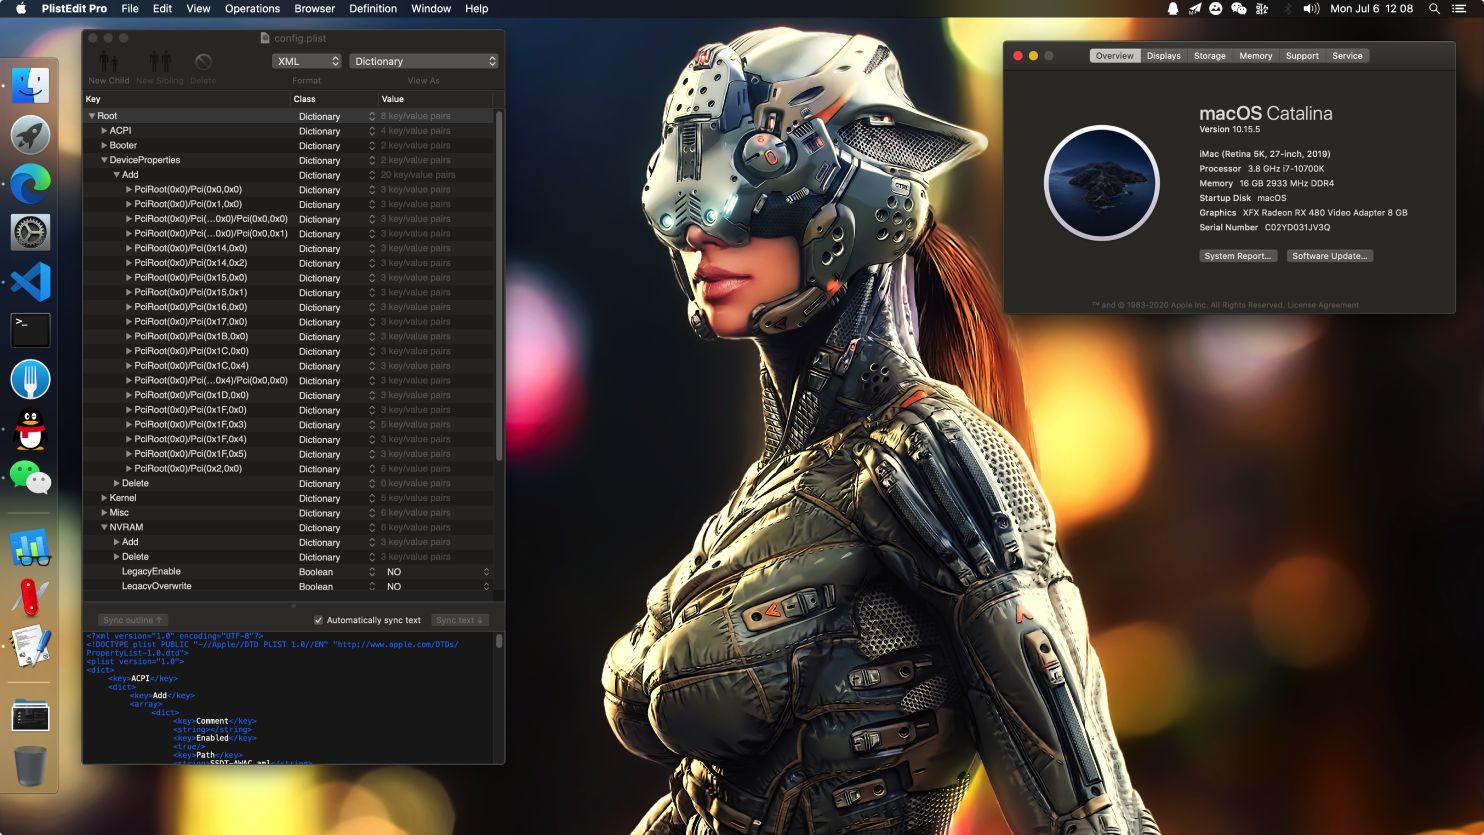 PlistEdit Pro File Edit View Operations Browser Definition Window Help
Mon Jul 6 12 08
config.plist
XML Dictionary
New Child New Sibling Delete Format View As
Key Class Value
Root Dictionary 8 key/value pairs
ACPI Dictionary 4 key/value pairs
Booter Dictionary 2 key/value pairs
DeviceProperties Dictionary 2 key/value pairs
Add Dictionary 20 key/value pairs
PciRoot(0x0)/Pci(0x0,0x0) Dictionary 3 key/value pairs
PciRoot(0x0)/Pci(0x1,0x0) Dictionary 3 key/value pairs
PciRoot(0x0)/Pci(...0x0)/Pci(0x0,0x0) Dictionary 3 key/value pairs
PciRoot(0x0)/Pci(...0x0)/Pci(0x0,0x1) Dictionary 3 key/value pairs
PciRoot(0x0)/Pci(0x14,0x0) Dictionary 3 key/value pairs
PciRoot(0x0)/Pci(0x14,0x2) Dictionary 3 key/value pairs
PciRoot(0x0)/Pci(0x15,0x0) Dictionary 3 key/value pairs
PciRoot(0x0)/Pci(0x15,0x1) Dictionary 3 key/value pairs
PciRoot(0x0)/Pci(0x16,0x0) Dictionary 3 key/value pairs
PciRoot(0x0)/Pci(0x17,0x0) Dictionary 3 key/value pairs
PciRoot(0x0)/Pci(0x1B,0x0) Dictionary 3 key/value pairs
PciRoot(0x0)/Pci(0x1C,0x0) Dictionary 3 key/value pairs
PciRoot(0x0)/Pci(0x1C,0x4) Dictionary 3 key/value pairs
PciRoot(0x0)/Pci(...0x4)/Pci(0x0,0x0) Dictionary 3 key/value pairs
PciRoot(0x0)/Pci(0x1D,0x0) Dictionary 3 key/value pairs
PciRoot(0x0)/Pci(0x1F,0x0) Dictionary 3 key/value pairs
PciRoot(0x0)/Pci(0x1F,0x3) Dictionary 5 key/value pairs
PciRoot(0x0)/Pci(0x1F,0x4) Dictionary 3 key/value pairs
PciRoot(0x0)/Pci(0x1F,0x5) Dictionary 3 key/value pairs
PciRoot(0x0)/Pci(0x2,0x0) Dictionary 6 key/value pairs
Delete Dictionary 0 key/value pairs
Kernel Dictionary 5 key/value pairs
Misc Dictionary 6 key/value pairs
NVRAM Dictionary 6 key/value pairs
Add Dictionary 3 key/value pairs
Delete Dictionary 3 key/value pairs
LegacyEnable Boolean NO
LegacyOverwrite Boolean NO
Sync outline ↑ Automatically sync text Sync text ↓
<?xml version="1.0" encoding="UTF-8"?>
<!DOCTYPE plist PUBLIC "-//Apple//DTD PLIST 1.0//EN" "http://www.apple.com/DTDs/
PropertyList-1.0.dtd">
<plist version="1.0">
<dict>
<key>ACPI</key>
<dict>
<key>Add</key>
<array>
<dict>
<key>Comment</key>
<string></string>
<key>Enabled</key>
<true/>
<key>Path</key>
<string>SSDT-AWAC.aml</string>
Overview Displays Storage Memory Support Service
macOS Catalina
Version 10.15.5
iMac (Retina 5K, 27-inch, 2019)
Processor 3.8 GHz i7-10700K
Memory 16 GB 2933 MHz DDR4
Startup Disk macOS
Graphics XFX Radeon RX 480 Video Adapter 8 GB
Serial Number C02YD031JV3Q
System Report... Software Update...
™ and © 1983-2020 Apple Inc. All Rights Reserved. License Agreement
CTRL